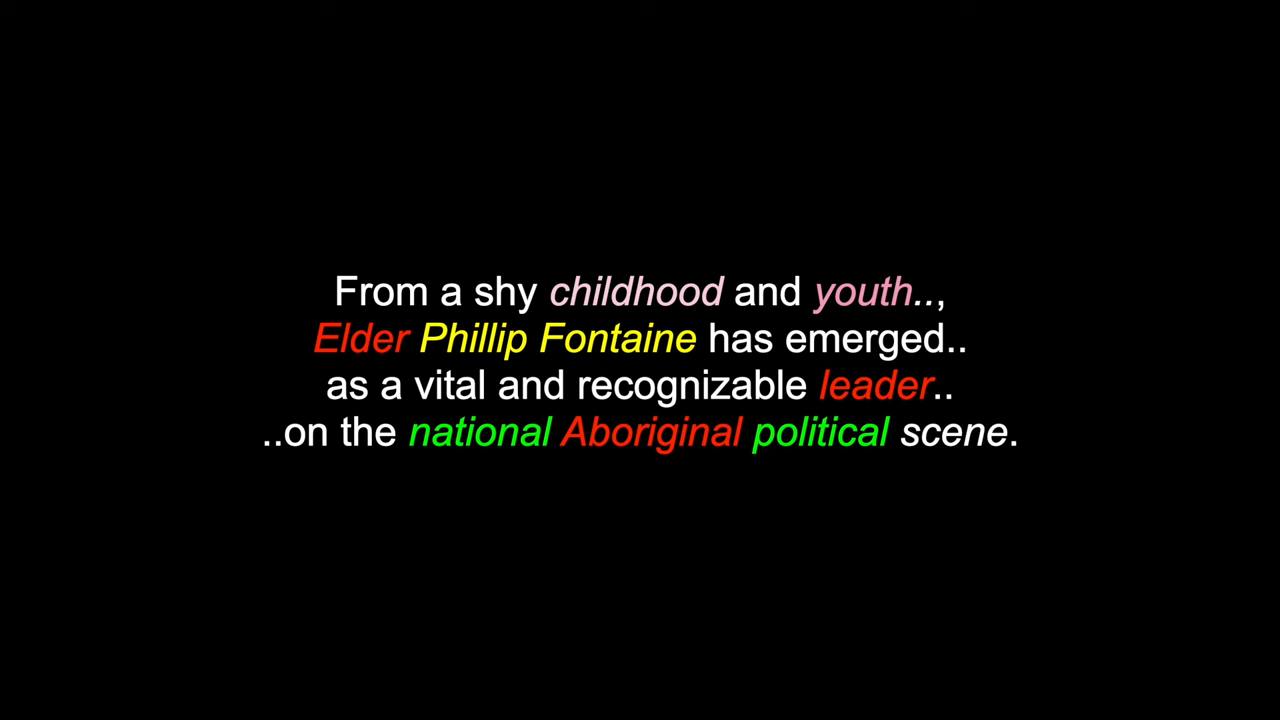 From a shy childhood and youth..,
Elder Phillip Fontaine has emerged..
as a vital and recognizable leader..
..on the national Aboriginal political scene.